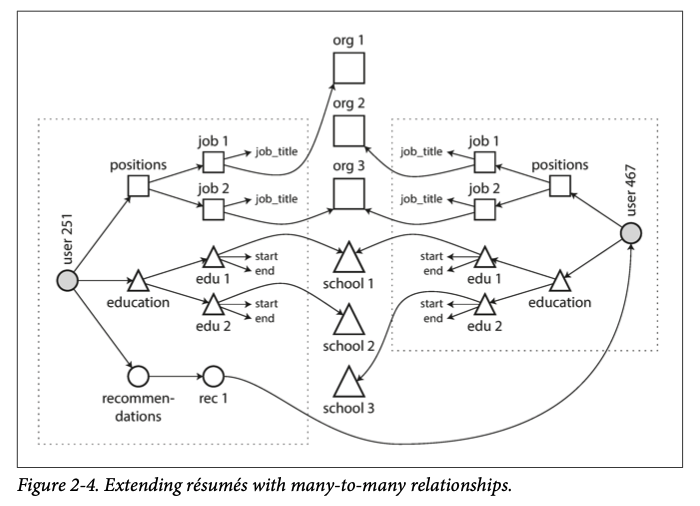 org 1
org 2
org 3
school 1
school 2
school 3
user 251
positions
job 1
job_title
job 2
job_title
education
edu 1
start
end
edu 2
start
end
recommen-
dations
rec 1
user 467
positions
job 1
job_title
job 2
job_title
education
edu 1
start
end
edu 2
start
end
Figure 2-4. Extending résumés with many-to-many relationships.